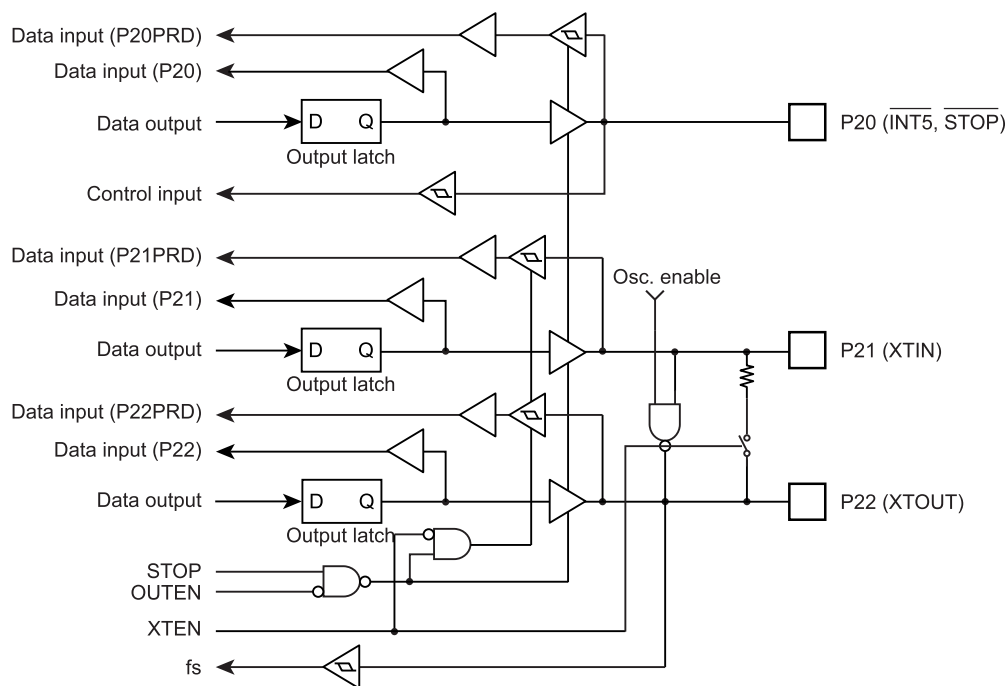 Data input (P20PRD)
Data input (P20)
Data output
D Q
Output latch
P20 (INT5, STOP)
Control input
Data input (P21PRD)
Osc. enable
Data input (P21)
Data output
D Q
Output latch
P21 (XTIN)
Data input (P22PRD)
Data input (P22)
Data output
D Q
Output latch
P22 (XTOUT)
STOP
OUTEN
XTEN
fs